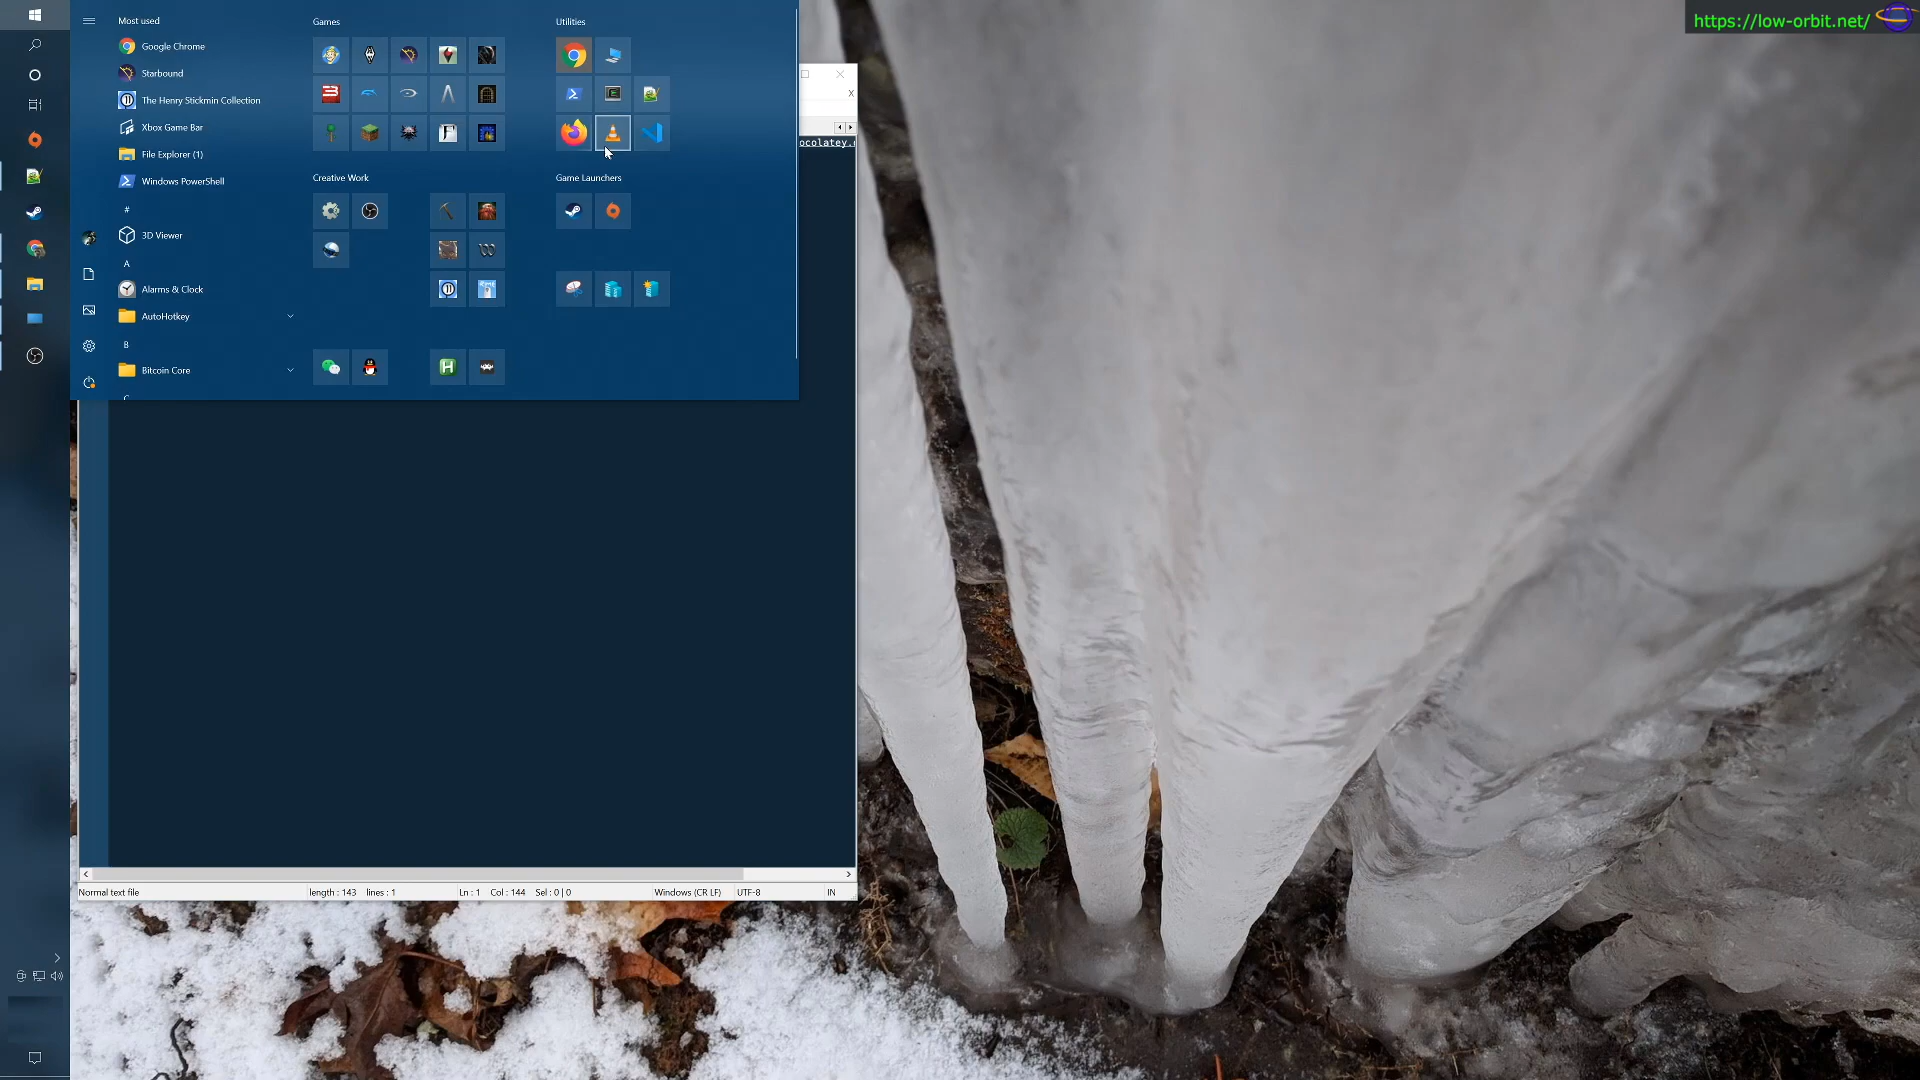 https://low-orbit.net/
Most used
Google Chrome
Starbound
The Henry Stickmin Collection
Xbox Game Bar
File Explorer (1)
Windows PowerShell
#
3D Viewer
A
Alarms & Clock
AutoHotkey
B
Bitcoin Core
Games
Creative Work
Utilities
Game Launchers
X
ocolatey.
Normal text file
length : 143 lines : 1
Ln : 1 Col : 144 Sel : 0 | 0
Windows (CR LF)
UTF-8
IN